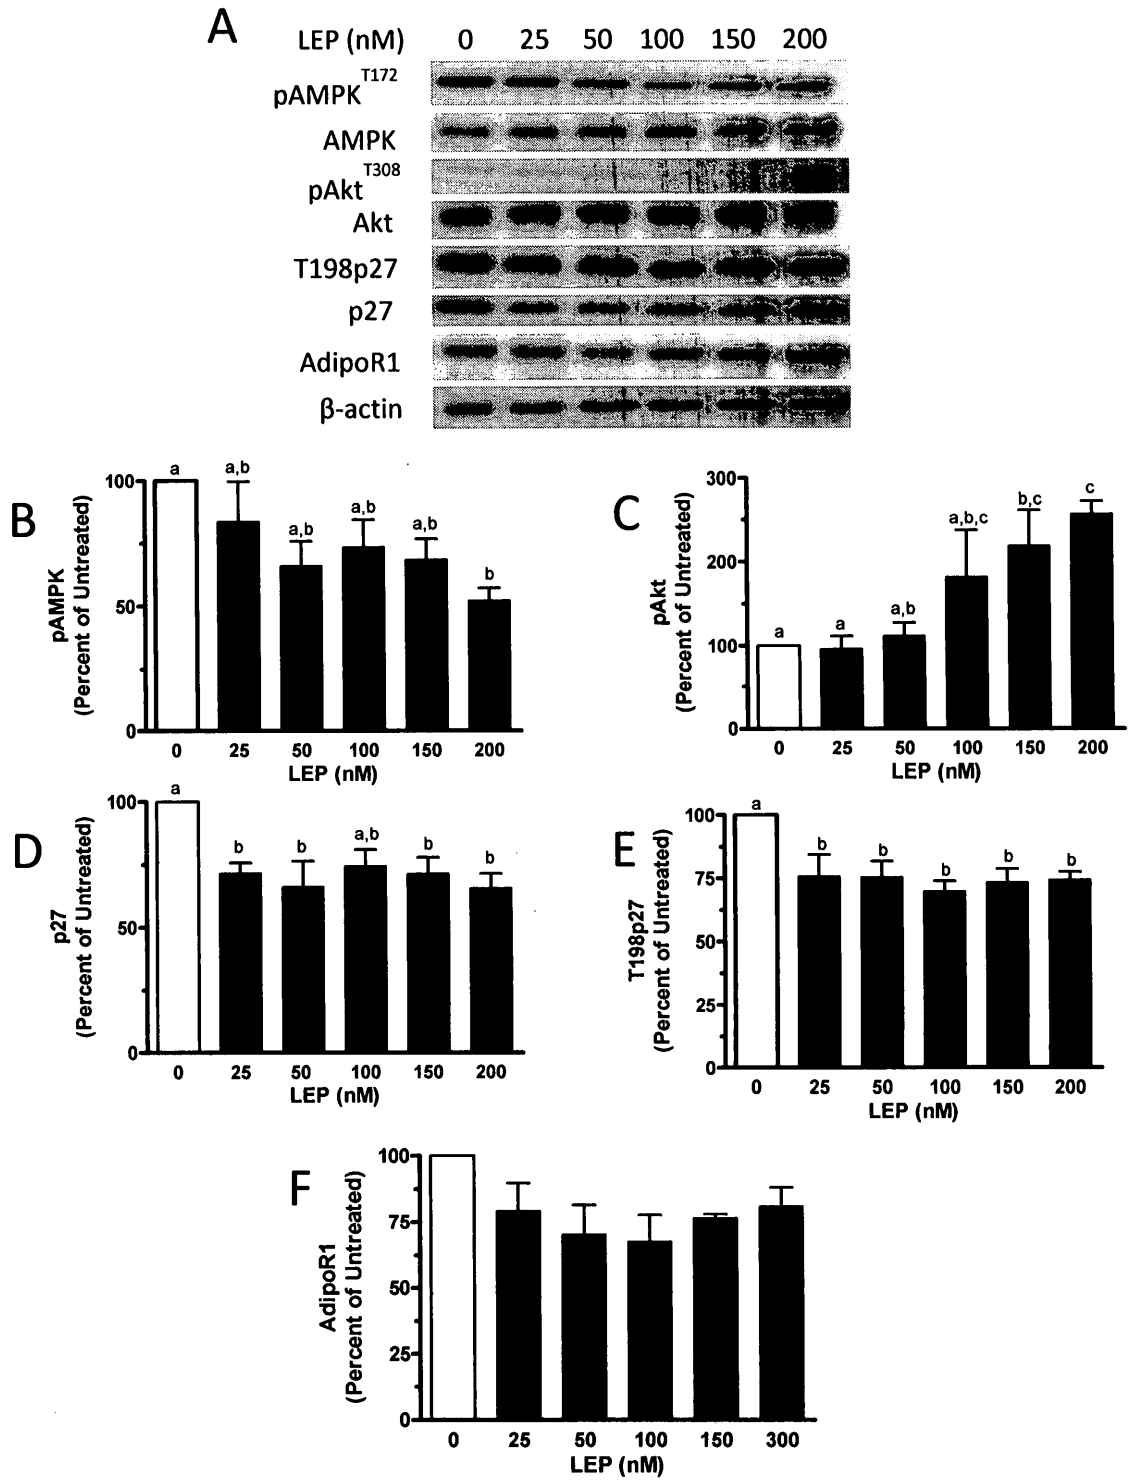 A
LEP (nM) 0 25 50 100 150 200
pAMPK T172
AMPK
pAkt T308
Akt
T198p27
p27
AdipoR1
β-actin
B
pAMPK
(Percent of Untreated)
100
50
0
a a,b a,b a,b a,b b
0 25 50 100 150 200
LEP (nM)
C
pAkt
(Percent of Untreated)
300
200
100
0
a a a,b a,b,c b,c c
0 25 50 100 150 200
LEP (nM)
D
p27
(Percent of Untreated)
100
50
0
a b b a,b b b
0 25 50 100 150 200
LEP (nM)
E
T198p27
(Percent of Untreated)
100
75
50
25
0
a b b b b b
0 25 50 100 150 200
LEP (nM)
F
AdipoR1
(Percent of Untreated)
100
75
50
25
0
0 25 50 100 150 300
LEP (nM)